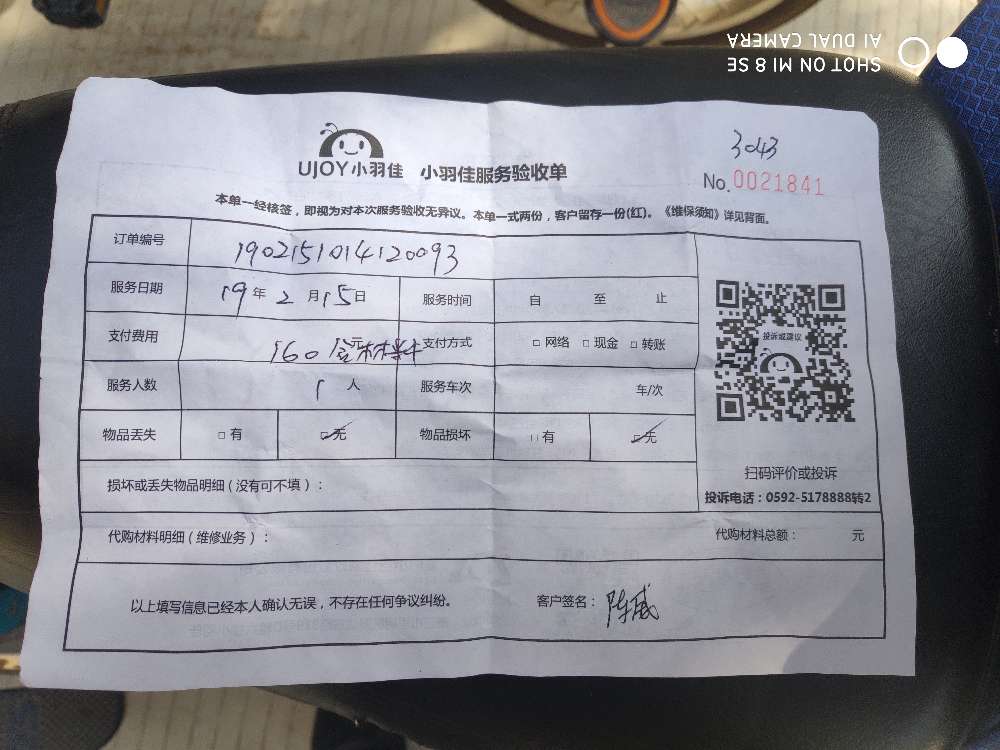 SHOT ON MI 8 SE
AI DUAL CAMERA
3043
UJOY小羽佳 小羽佳服务验收单
No. 0021841
本单一经核签，即视为对本次服务验收无异议。本单一式两份，客户留存一份(红)。《维保须知》详见背面。
订单编号 1902151014120093
服务日期 19年2月15日 服务时间 自 至 止
支付费用 160元含材料 支付方式 □ 网络 □ 现金 □ 转账
服务人数 1人 服务车次 车/次
物品丢失 □ 有 ☑ 无 物品损坏 □ 有 ☑ 无
投诉或建议
扫码评价或投诉
投诉电话：0592-5178888转2
损坏或丢失物品明细（没有可不填）：
代购材料明细（维修业务）： 代购材料总额： 元
以上填写信息已经本人确认无误，不存在任何争议纠纷。 客户签名： 陈威